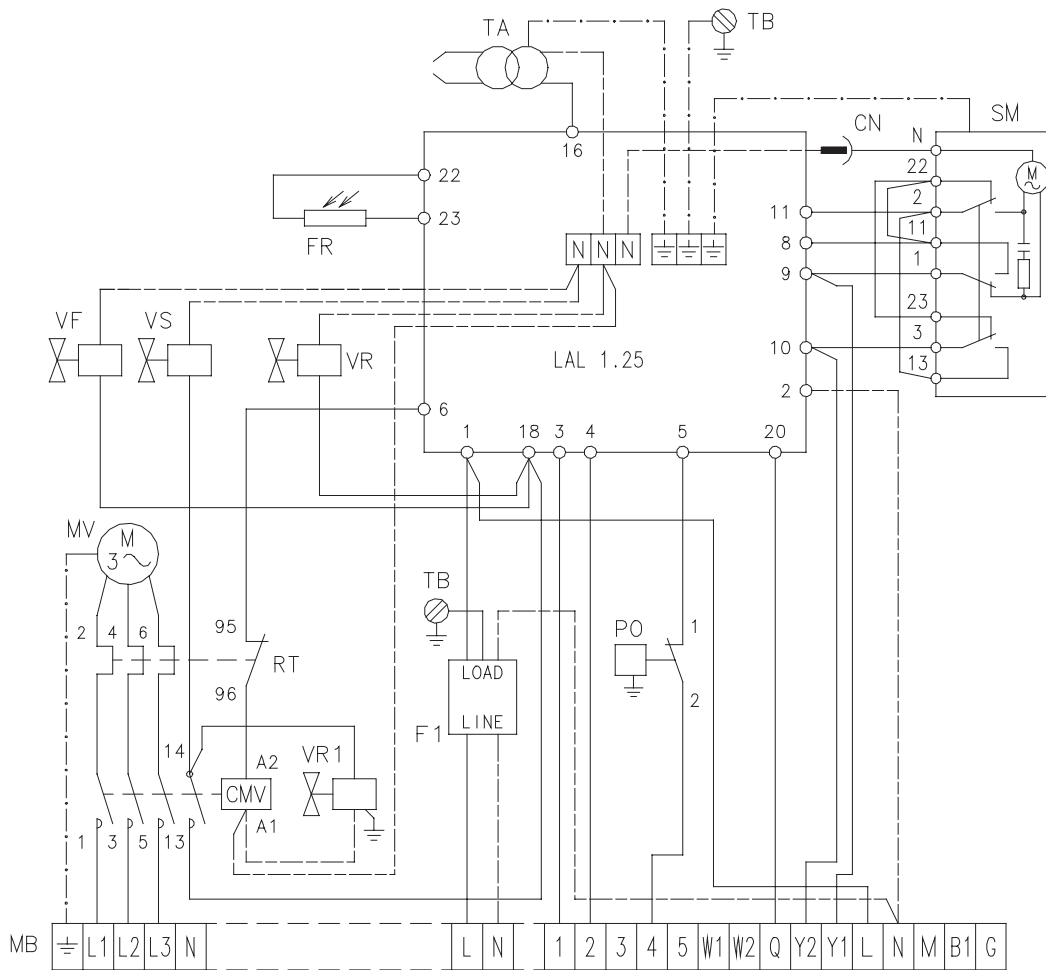 TA
TB
CN
SM
N
16
22
22
2
23
11
11
FR
8
N N N
1
9
23
VF
VS
VR
LAL 1.25
10
3
2
13
6
1
18
3
4
5
20
MV
M
3
TB
2
4
6
95
PO
1
RT
LOAD
96
2
LINE
F1
14
A2
VR1
CMV
A1
1
3
5
13
M
MB
L1 L2 L3 N
L N
1 2 3 4 5 W1 W2 Q Y2 Y1 L N M B1 G